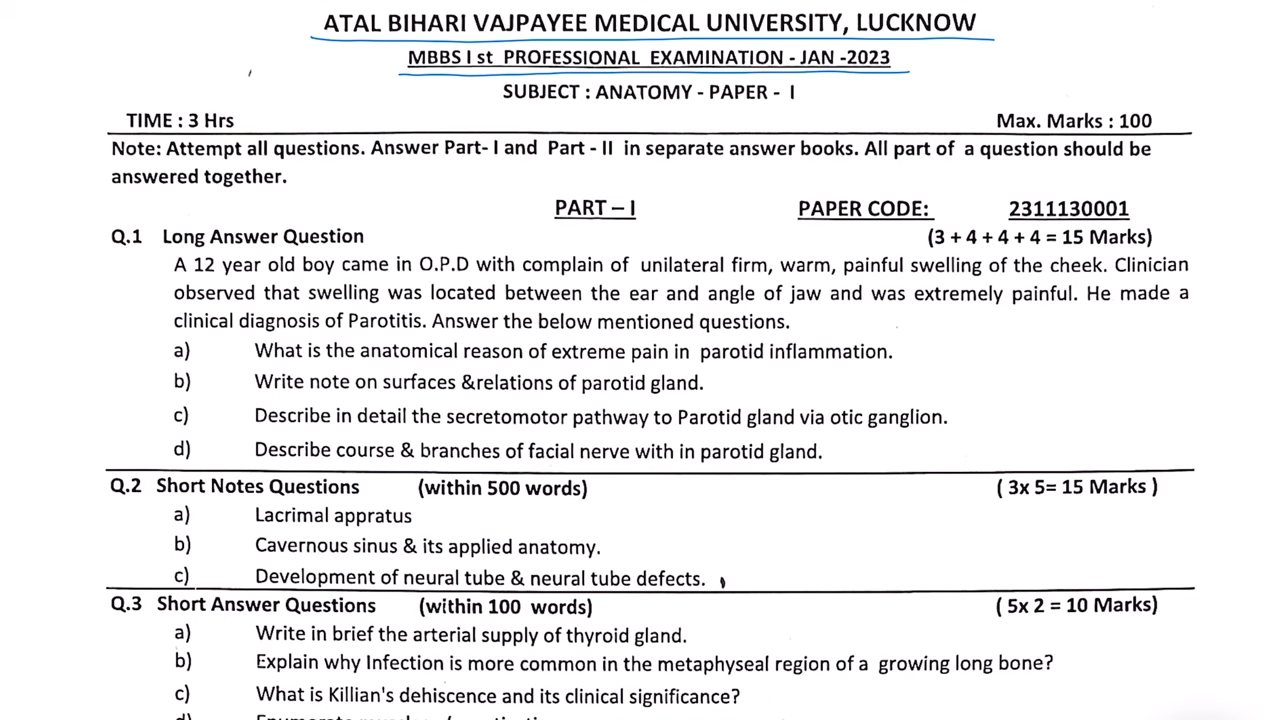 ATAL BIHARI VAJPAYEE MEDICAL UNIVERSITY, LUCKNOW
MBBS I st PROFESSIONAL EXAMINATION - JAN -2023
SUBJECT : ANATOMY - PAPER - I
TIME : 3 Hrs Max. Marks : 100
Note: Attempt all questions. Answer Part- I and Part - II in separate answer books. All part of a question should be
answered together.
PART – I PAPER CODE: 2311130001
Q.1 Long Answer Question (3 + 4 + 4 + 4 = 15 Marks)
A 12 year old boy came in O.P.D with complain of unilateral firm, warm, painful swelling of the cheek. Clinician
observed that swelling was located between the ear and angle of jaw and was extremely painful. He made a
clinical diagnosis of Parotitis. Answer the below mentioned questions.
a) What is the anatomical reason of extreme pain in parotid inflammation.
b) Write note on surfaces &relations of parotid gland.
c) Describe in detail the secretomotor pathway to Parotid gland via otic ganglion.
d) Describe course & branches of facial nerve with in parotid gland.
Q.2 Short Notes Questions (within 500 words) ( 3x 5= 15 Marks )
a) Lacrimal appratus
b) Cavernous sinus & its applied anatomy.
c) Development of neural tube & neural tube defects.
Q.3 Short Answer Questions (within 100 words) ( 5x 2 = 10 Marks)
a) Write in brief the arterial supply of thyroid gland.
b) Explain why Infection is more common in the metaphyseal region of a growing long bone?
c) What is Killian's dehiscence and its clinical significance?
d)